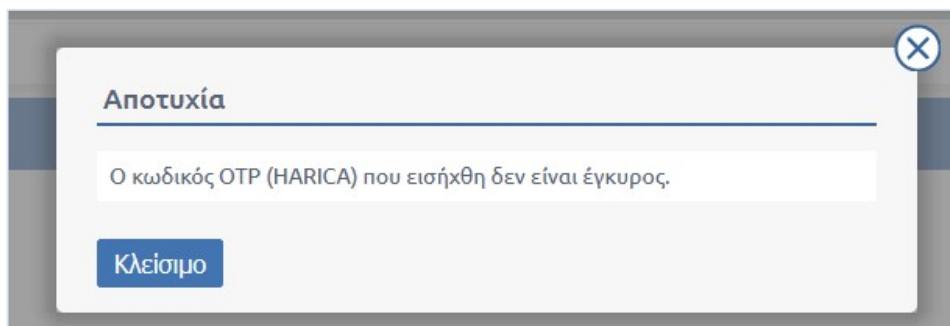 Αποτυχία
Ο κωδικός OTP (HARICA) που εισήχθη δεν είναι έγκυρος.
Κλείσιμο